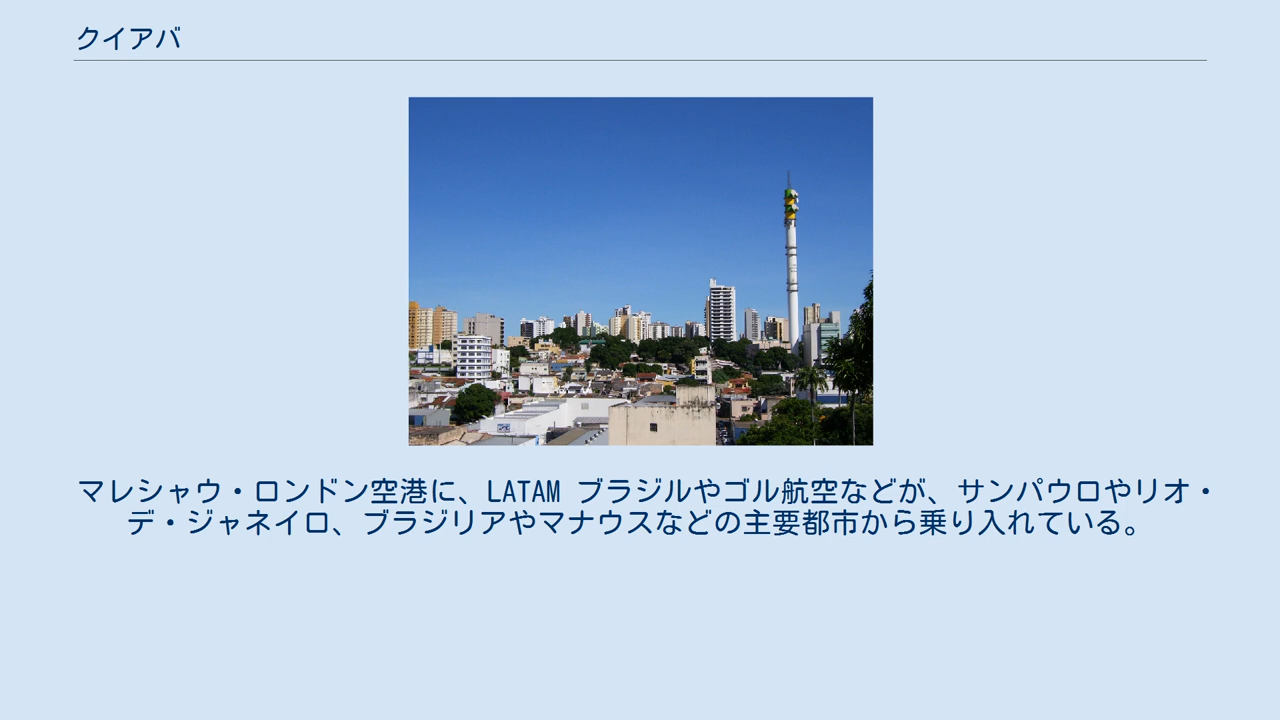 クイアバ
マレシャウ・ロンドン空港に、LATAM ブラジルやゴル航空などが、サンパウロやリオ・
デ・ジャネイロ、ブラジリアやマナウスなどの主要都市から乗り入れている。